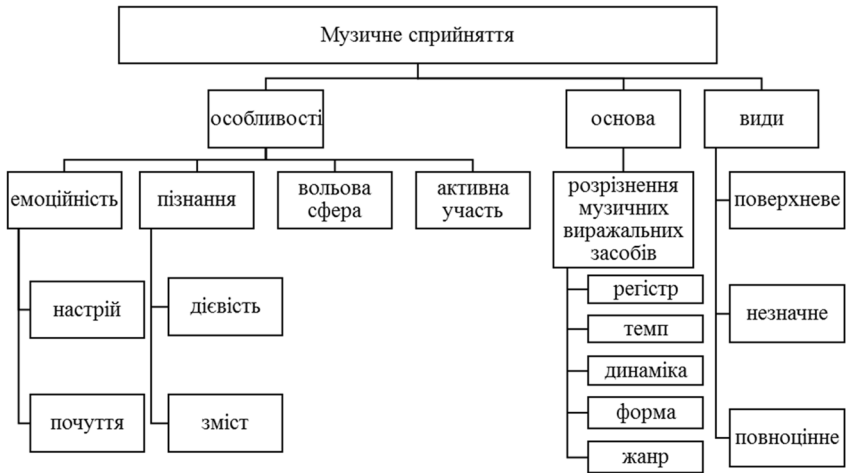 Музичне сприйняття
особливості
основа
види
емоційність
пізнання
вольова
сфера
активна
участь
розрізнення
музичних
виражальних
засобів
поверхневе
настрій
дієвість
регістр
незначне
темп
динаміка
почуття
зміст
форма
повноцінне
жанр